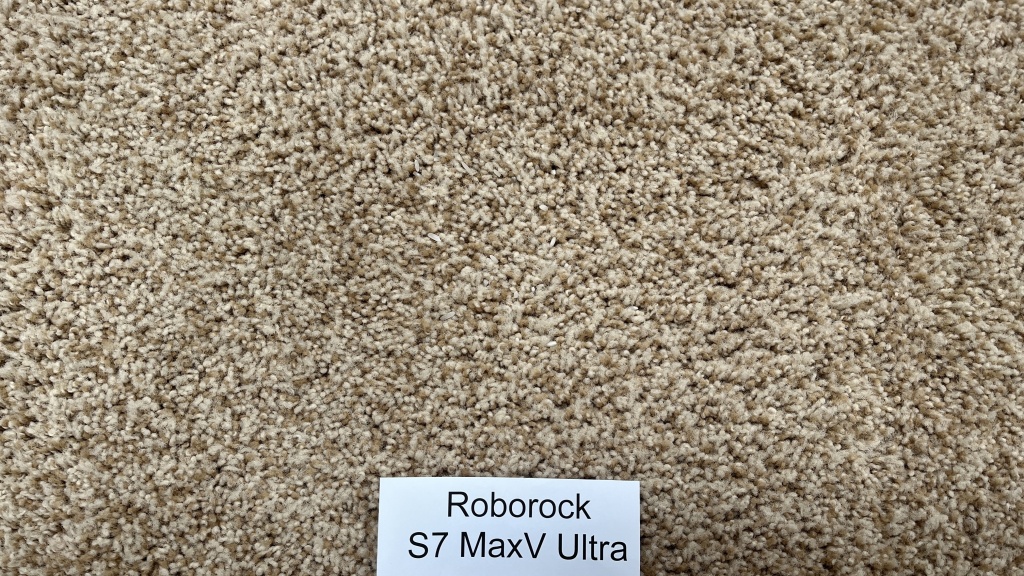 Roborock
S7 MaxV Ultra